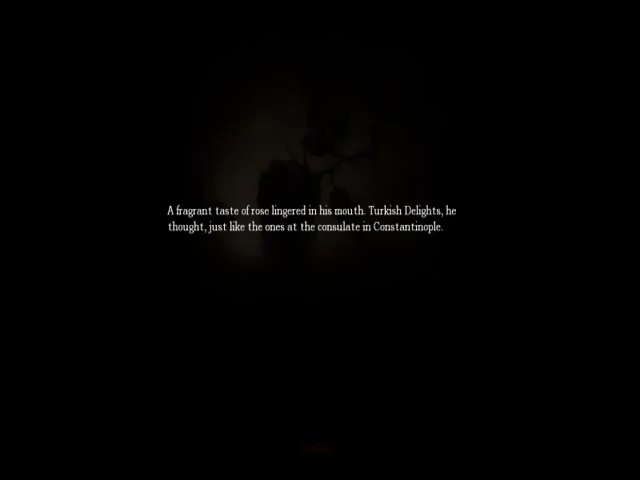 A fragrant taste of rose lingered in his mouth. Turkish Delights, he
thought, just like the ones at the consulate in Constantinople.